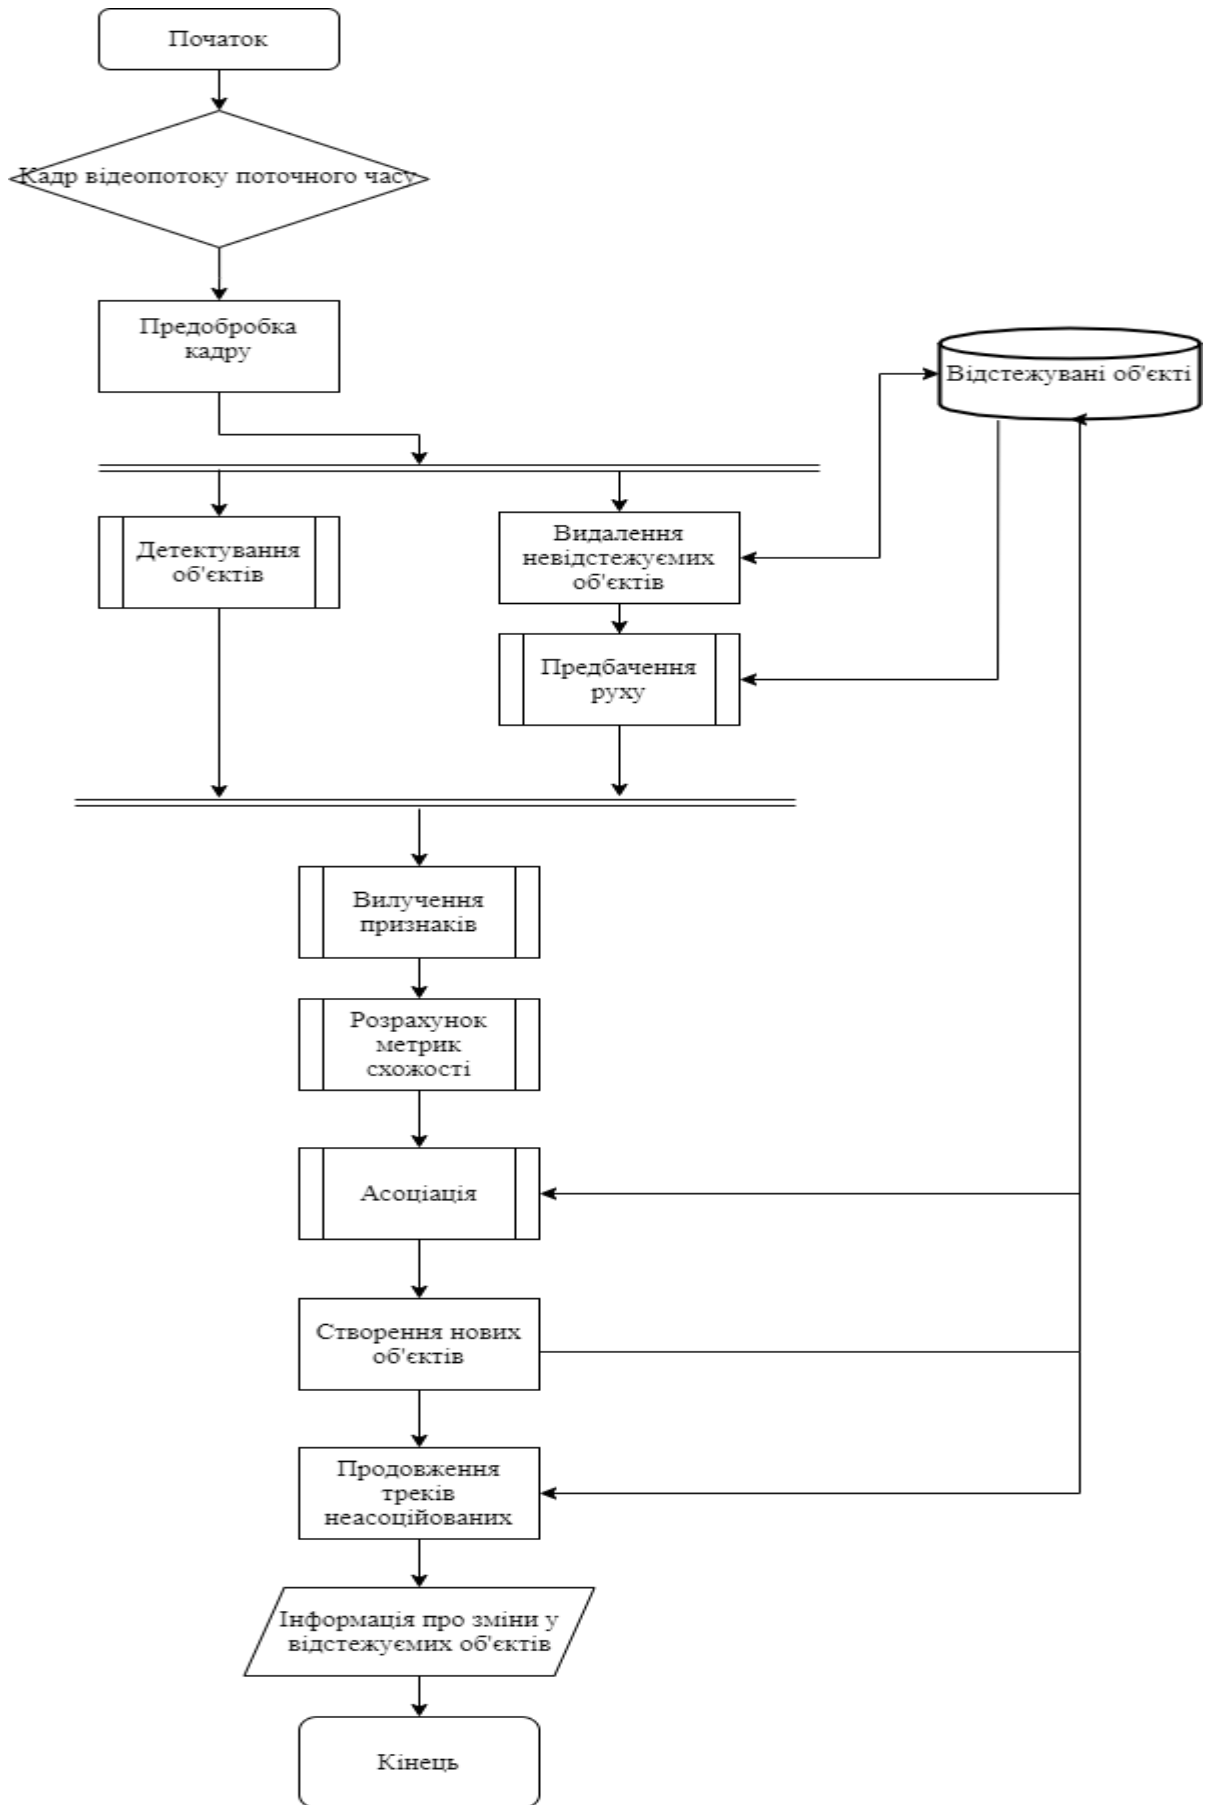 Початок
Кадр відеопотоку поточного часу
Предобробка
кадру
Відстежувані об'єкті
Детектування
об'єктів
Видалення
невідстежуємих
об'єктів
Предбачення
руху
Вилучення
признаків
Розрахунок
метрик
схожості
Асоціація
Створення нових
об'єктів
Продовження
треків
неасоційованих
Інформація про зміни у
відстежуємих об'єктів
Кінець